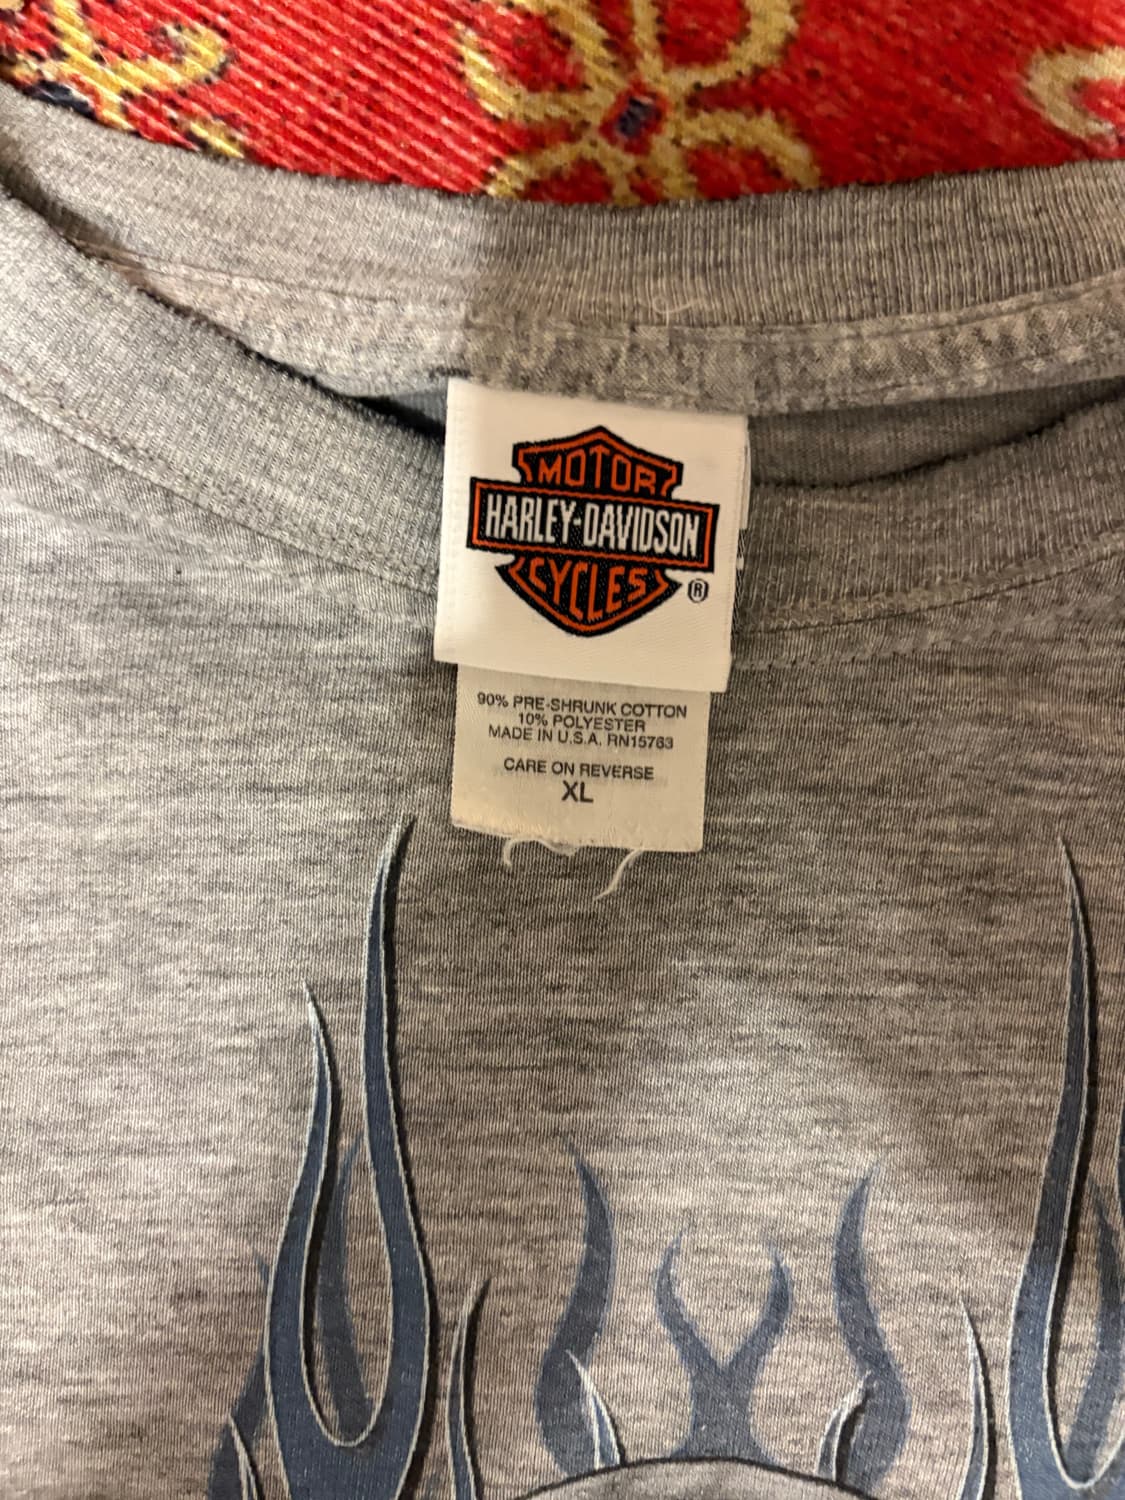 MOTOR
HARLEY-DAVIDSON
CYCLES
®
90% PRE-SHRUNK COTTON
10% POLYESTER
MADE IN U.S.A. RN15763
CARE ON REVERSE
XL